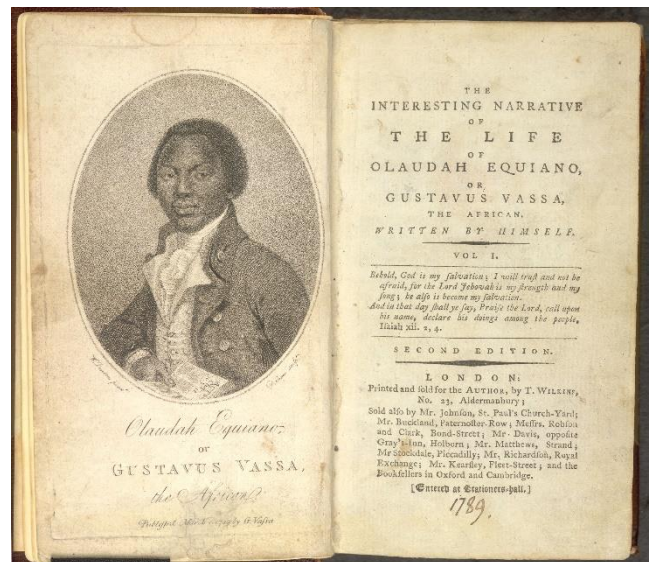 Olaudah Equiano,
or
GUSTAVUS VASSA,
the African.
Publish'd March 1 1789 by G. Vassa
THE
INTERESTING NARRATIVE
OF
THE LIFE
OF
OLAUDAH EQUIANO,
OR
GUSTAVUS VASSA,
THE AFRICAN.
WRITTEN BY HIMSELF.
VOL I.
Behold, God is my salvation; I will trust and not be
afraid, for the Lord Jehovah is my strength and my
song; he also is become my salvation.
And in that day shall ye say, Praise the Lord, call upon
his name, declare his doings among the people,
Isaiah xii. 2, 4.
SECOND EDITION.
LONDON:
Printed and sold for the AUTHOR, by T. WILKINS,
No. 23, Aldermanbury;
Sold also by Mr. Johnson, St. Paul's Church-Yard;
Mr. Buckland, Paternoster-Row; Messrs. Robson
and Clark, Bond-Street; Mr. Davis, opposite
Gray's-Inn, Holborn; Mr. Matthews, Strand;
Mr Stockdale, Piccadilly; Mr. Richardson, Royal
Exchange; Mr. Kearsley, Fleet-Street; and the
Booksellers in Oxford and Cambridge.
[Entered at Stationers-hall.]
1789.